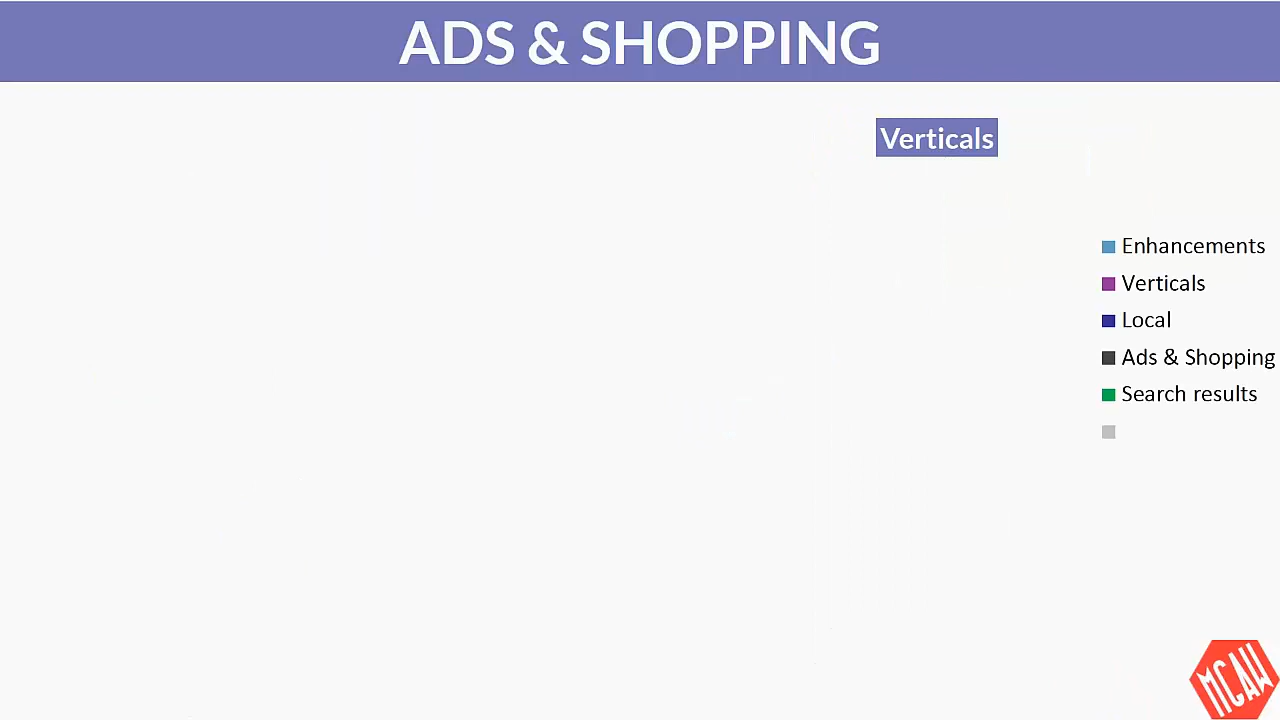 ADS & SHOPPING
Verticals
Enhancements
Verticals
Local
Ads & Shopping
Search results
MCAW